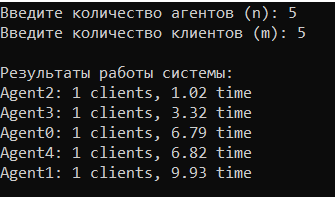 Введите количество агентов (n): 5
Введите количество клиентов (m): 5
Результаты работы системы:
Agent2: 1 clients, 1.02 time
Agent3: 1 clients, 3.32 time
Agent0: 1 clients, 6.79 time
Agent4: 1 clients, 6.82 time
Agent1: 1 clients, 9.93 time